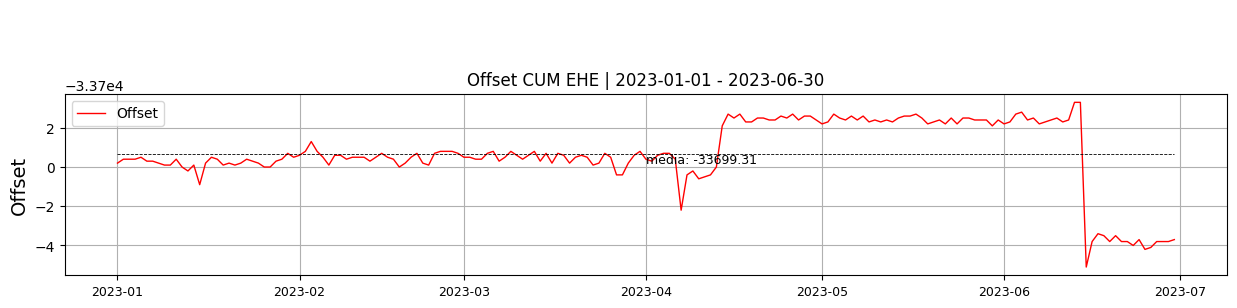 Offset CUM EHE | 2023-01-01 - 2023-06-30
−3.37e4
Offset
Offset
2
0
−2
−4
media: -33699.31
2023-01 2023-02 2023-03 2023-04 2023-05 2023-06 2023-07